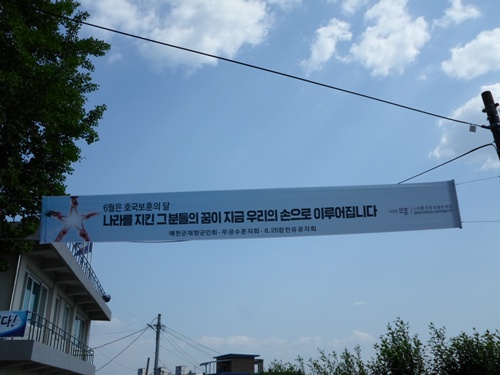 6월은 호국보훈의 달
나라를 지킨 그 분들의 꿈이 지금 우리의 손으로 이루어집니다
예천군재향군인회 · 무공수훈자회 · 6.25참전유공자회
보훈
다!